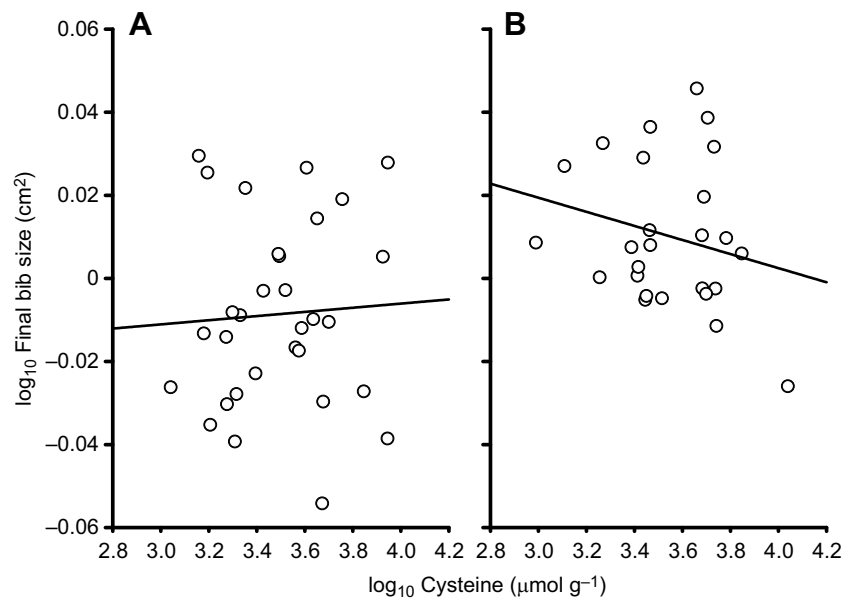 A
B
0.06
0.04
0.02
0
–0.02
–0.04
–0.06
log10 Final bib size (cm²)
2.8 3.0 3.2 3.4 3.6 3.8 4.0 4.2 2.8 3.0 3.2 3.4 3.6 3.8 4.0 4.2
log10 Cysteine (μmol g⁻¹)